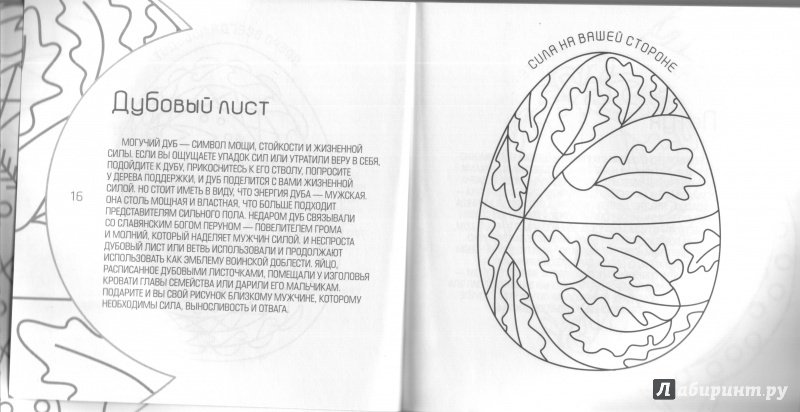 Дубовый лист
МОГУЧИЙ ДУБ — СИМВОЛ МОЩИ, СТОЙКОСТИ И ЖИЗНЕННОЙ
СИЛЫ. ЕСЛИ ВЫ ОЩУЩАЕТЕ УПАДОК СИЛ ИЛИ УТРАТИЛИ ВЕРУ В СЕБЯ,
ПОДОЙДИТЕ К ДУБУ, ПРИКОСНИТЕСЬ К ЕГО СТВОЛУ, ПОПРОСИТЕ
У ДЕРЕВА ПОДДЕРЖКИ, И ДУБ ПОДЕЛИТСЯ С ВАМИ ЖИЗНЕННОЙ
СИЛОЙ. НО СТОИТ ИМЕТЬ В ВИДУ, ЧТО ЭНЕРГИЯ ДУБА — МУЖСКАЯ.
ОНА СТОЛЬ МОЩНАЯ И ВЛАСТНАЯ, ЧТО БОЛЬШЕ ПОДХОДИТ
ПРЕДСТАВИТЕЛЯМ СИЛЬНОГО ПОЛА. НЕДАРОМ ДУБ СВЯЗЫВАЛИ
СО СЛАВЯНСКИМ БОГОМ ПЕРУНОМ — ПОВЕЛИТЕЛЕМ ГРОМА
И МОЛНИЙ, КОТОРЫЙ НАДЕЛЯЕТ МУЖЧИН СИЛОЙ. И НЕСПРОСТА
ДУБОВЫЙ ЛИСТ ИЛИ ВЕТВЬ ИСПОЛЬЗОВАЛИ И ПРОДОЛЖАЮТ
ИСПОЛЬЗОВАТЬ КАК ЭМБЛЕМУ ВОИНСКОЙ ДОБЛЕСТИ. ЯЙЦО,
РАСПИСАННОЕ ДУБОВЫМИ ЛИСТОЧКАМИ, ПОМЕЩАЛИ У ИЗГОЛОВЬЯ
КРОВАТИ ГЛАВЫ СЕМЕЙСТВА ИЛИ ДАРИЛИ ЕГО МАЛЬЧИКАМ.
ПОДАРИТЕ И ВЫ СВОЙ РИСУНОК БЛИЗКОМУ МУЖЧИНЕ, КОТОРОМУ
НЕОБХОДИМЫ СИЛА, ВЫНОСЛИВОСТЬ И ОТВАГА.
16
СИЛА НА ВАШЕЙ СТОРОНЕ
Лабиринт.ру